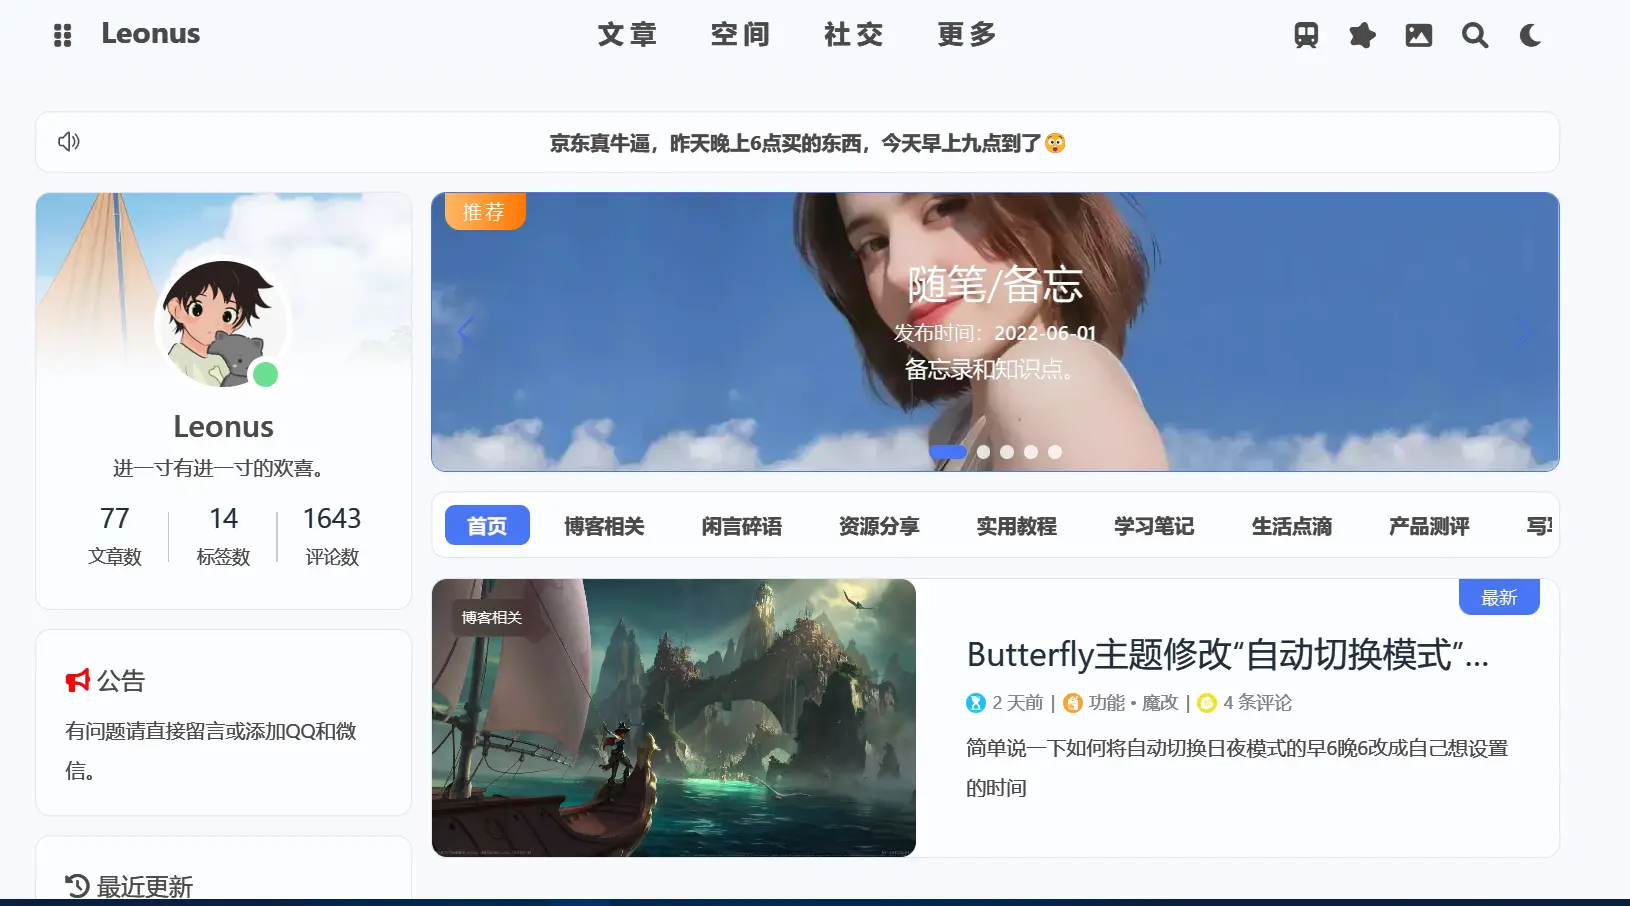 Leonus
文章 空间 社交 更多
京东真牛逼，昨天晚上6点买的东西，今天早上九点到了😳
推荐
随笔/备忘
发布时间：2022-06-01
备忘录和知识点。
Leonus
进一寸有进一寸的欢喜。
77 14 1643
文章数 标签数 评论数
首页 博客相关 闲言碎语 资源分享 实用教程 学习笔记 生活点滴 产品测评
博客相关
最新
Butterfly主题修改“自动切换模式”...
2 天前 | 功能 • 魔改 | 4 条评论
简单说一下如何将自动切换日夜模式的早6晚6改成自己想设置
的时间
公告
有问题请直接留言或添加QQ和微
信。
最近更新